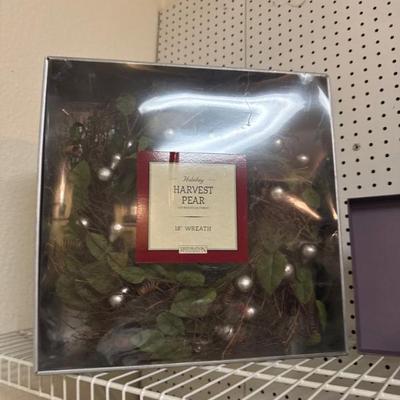 Holiday
HARVEST
PEAR
18" WREATH